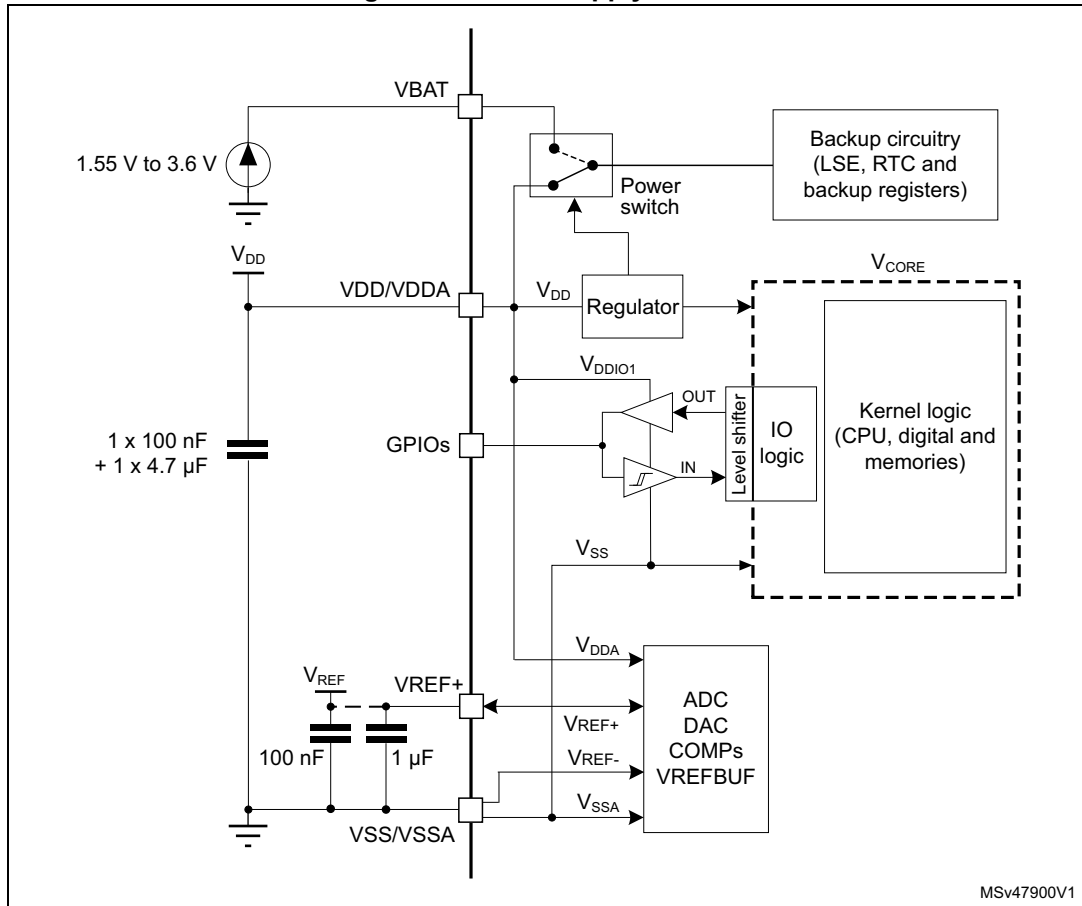 VBAT
1.55 V to 3.6 V
Power
switch
Backup circuitry
(LSE, RTC and
backup registers)
VDD
VDD/VDDA
VDD
Regulator
VCORE
VDDIO1
OUT
GPIOs
IN
Level shifter
IO
logic
Kernel logic
(CPU, digital and
memories)
1 x 100 nF
+ 1 x 4.7 µF
VSS
VDDA
VREF
VREF+
VREF+
100 nF
1 µF
VREF-
ADC
DAC
COMPs
VREFBUF
VSSA
VSS/VSSA
MSv47900V1